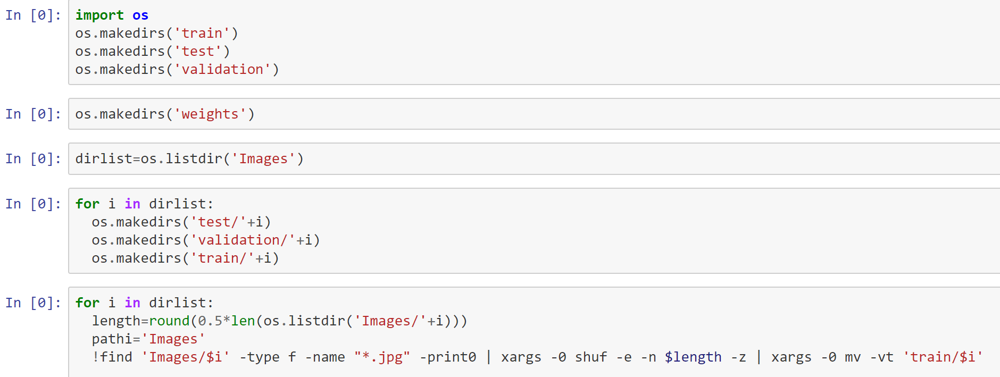 In [0]: import os
os.makedirs('train')
os.makedirs('test')
os.makedirs('validation')
In [0]: os.makedirs('weights')
In [0]: dirlist=os.listdir('Images')
In [0]: for i in dirlist:
  os.makedirs('test/'+i)
  os.makedirs('validation/'+i)
  os.makedirs('train/'+i)
In [0]: for i in dirlist:
  length=round(0.5*len(os.listdir('Images/'+i)))
  pathi='Images'
  !find 'Images/$i' -type f -name "*.jpg" -print0 | xargs -0 shuf -e -n $length -z | xargs -0 mv -vt 'train/$i'